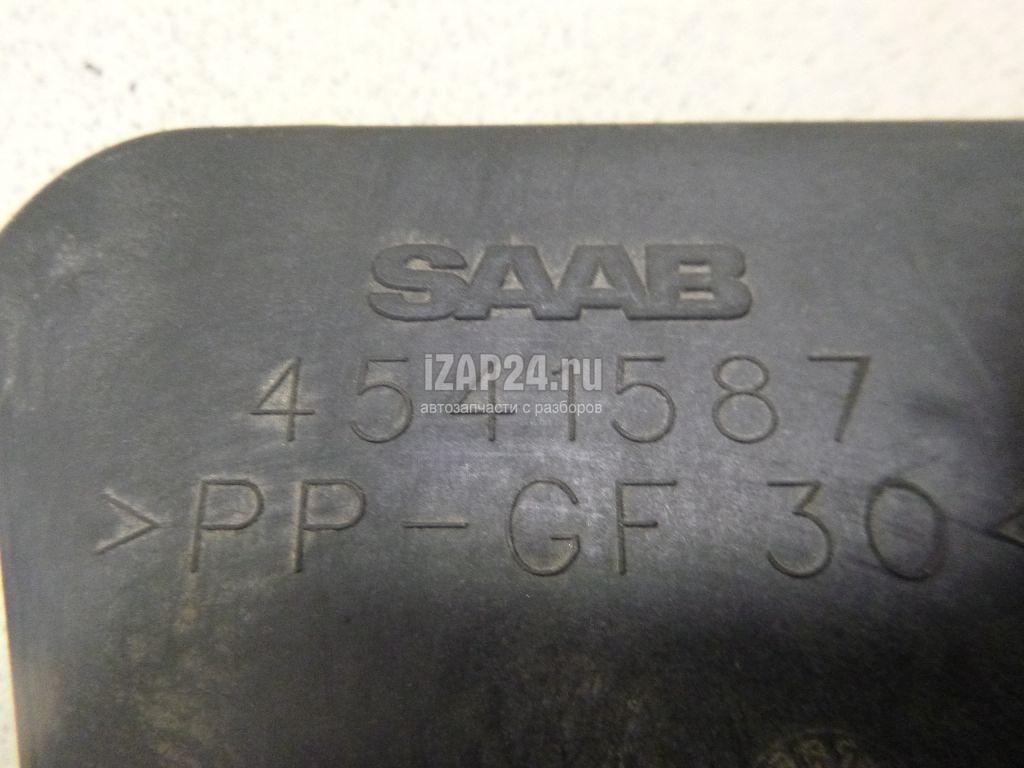 SAAB
iZAP24.ru
4541587
автозапчасти с разборов
>PP-GF 30<